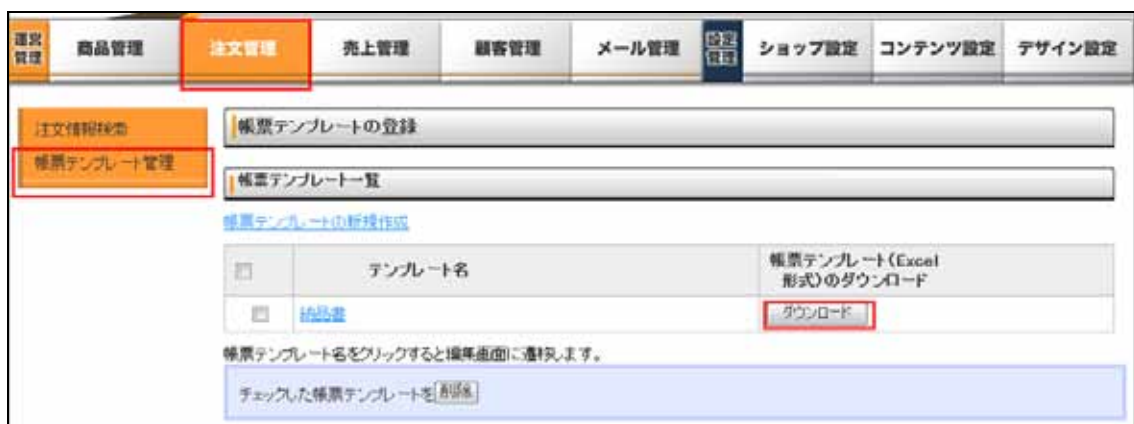 運営管理 商品管理 注文管理 売上管理 顧客管理 メール管理 設定管理 ショップ設定 コンテンツ設定 デザイン設定
注文情報検索
帳票テンプレート管理
帳票テンプレートの登録
帳票テンプレート一覧
帳票テンプレートの新規作成
テンプレート名
帳票テンプレート(Excel
形式)のダウンロード
納品書
ダウンロード
帳票テンプレート名をクリックすると編集画面に遷移します。
チェックした帳票テンプレートを 削除